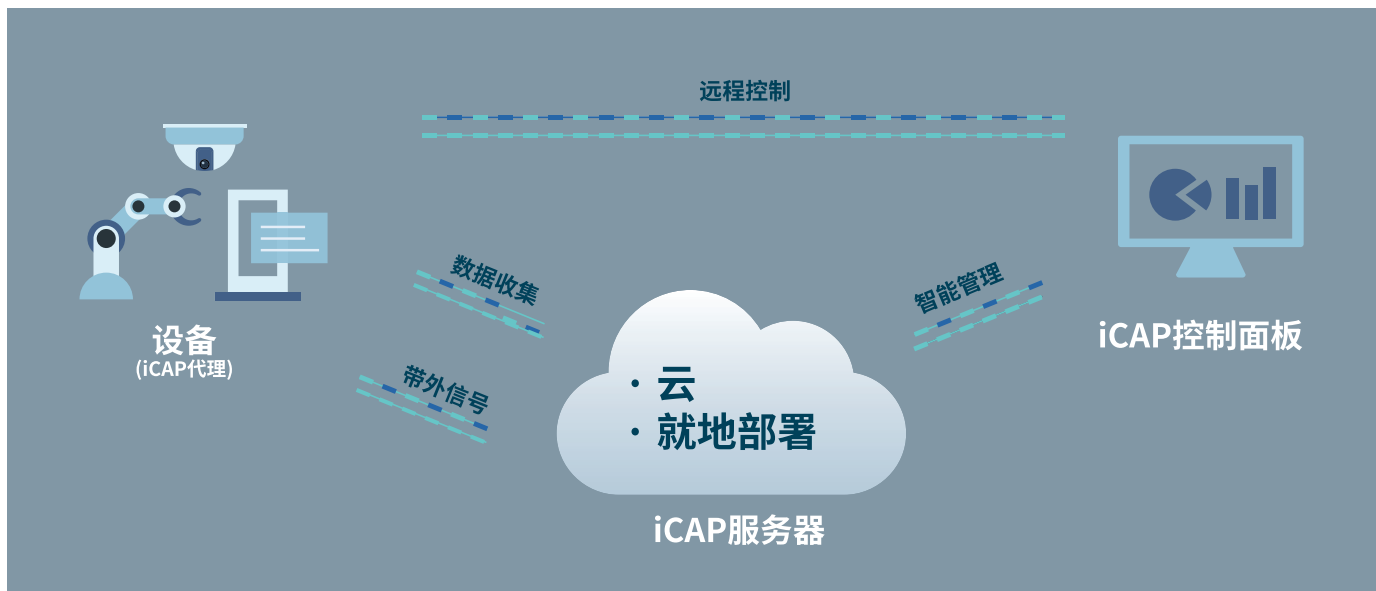 远程控制
数据收集
智能管理
设备
(iCAP代理)
iCAP控制面板
带外信号
· 云
· 就地部署
iCAP服务器